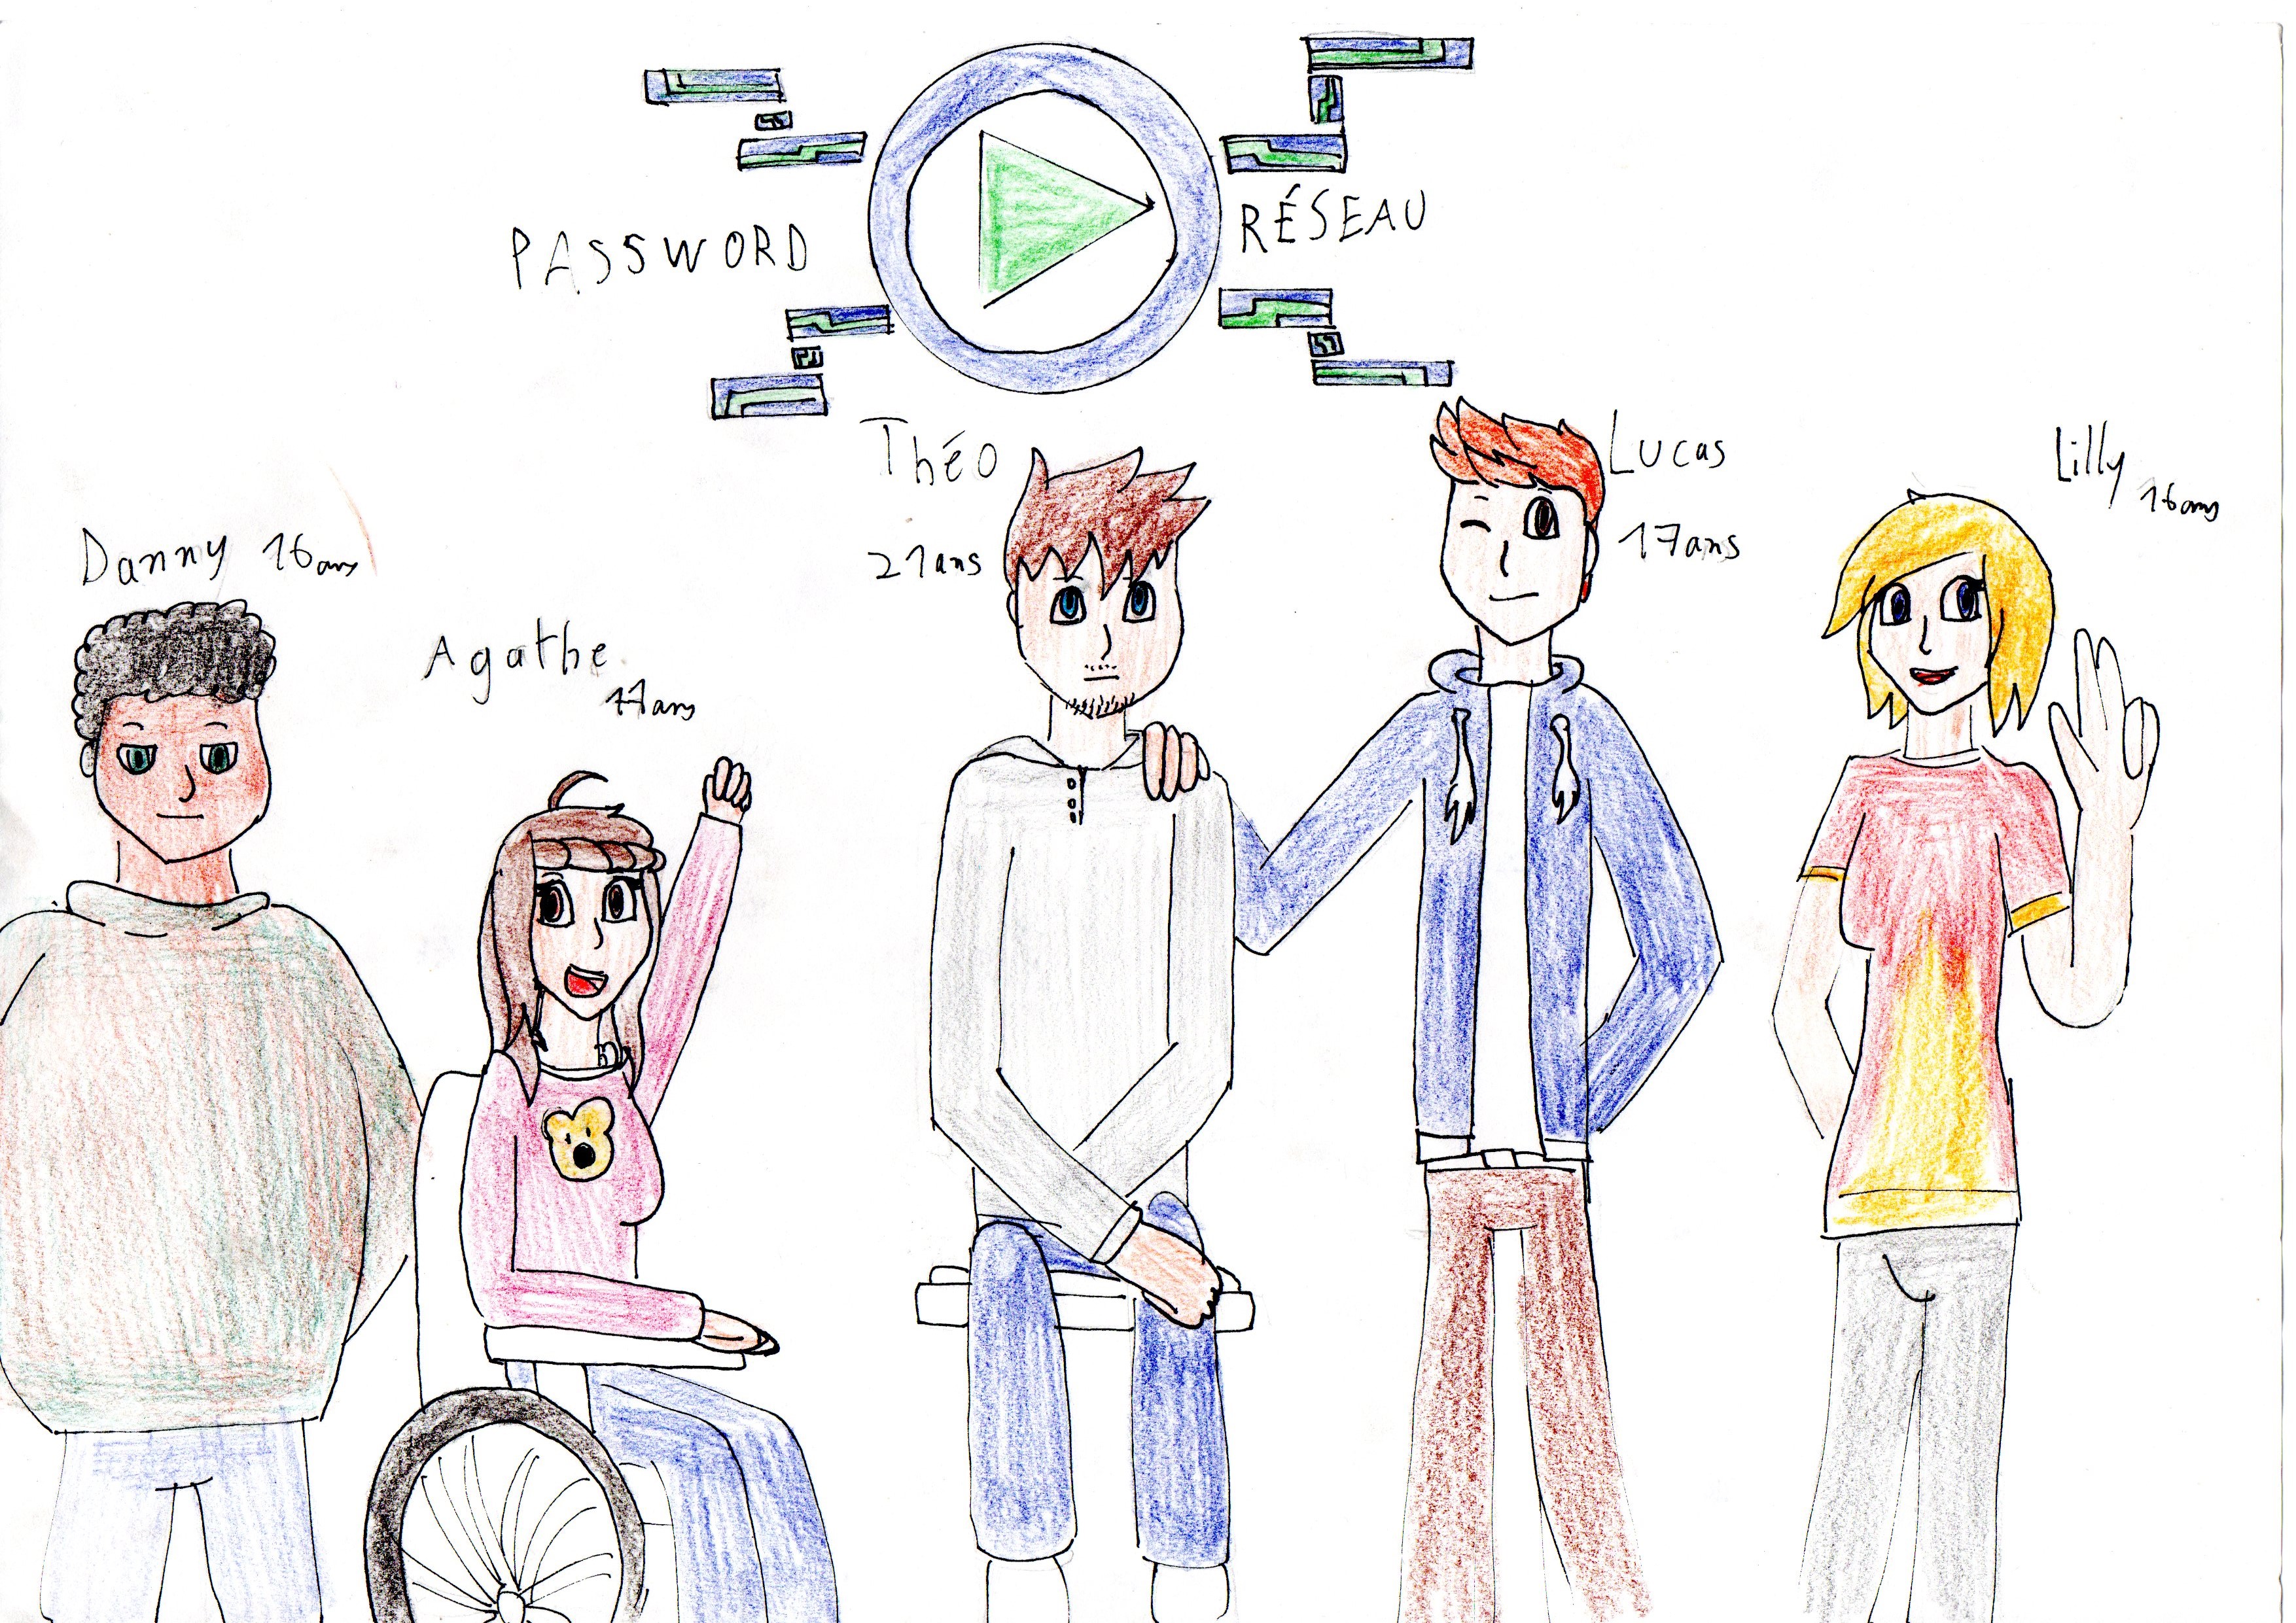 PASSWORD
RÉSEAU
Théo
21ans
Lucas
17ans
Lilly 16ans
Danny 16ans
Agathe
17ans